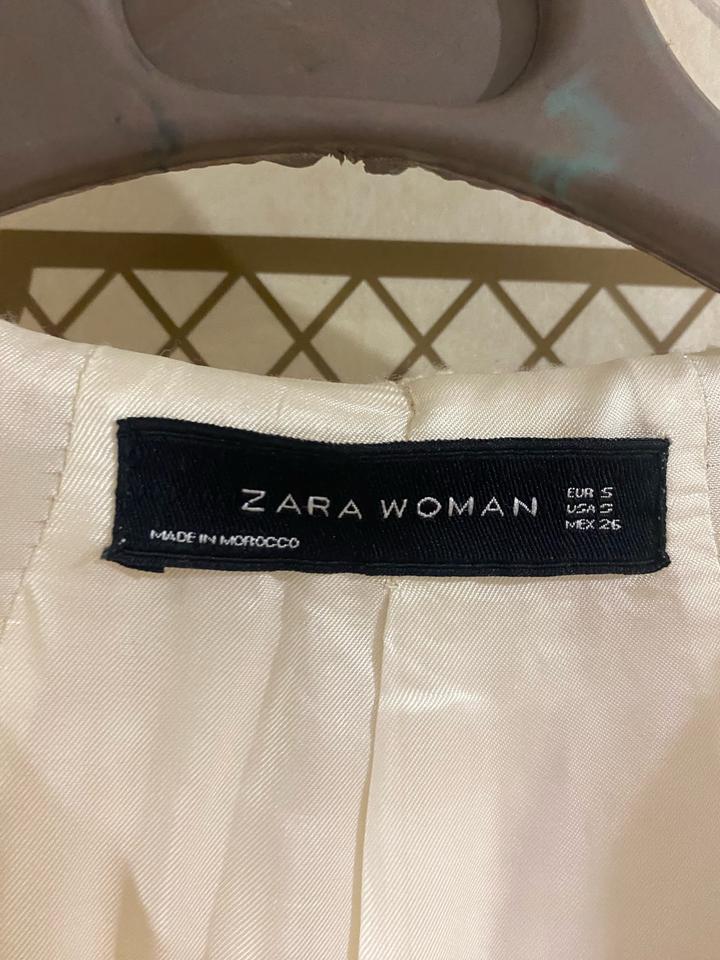 ZARA WOMAN
EUR S
USA S
MEX 26
MADE IN MOROCCO